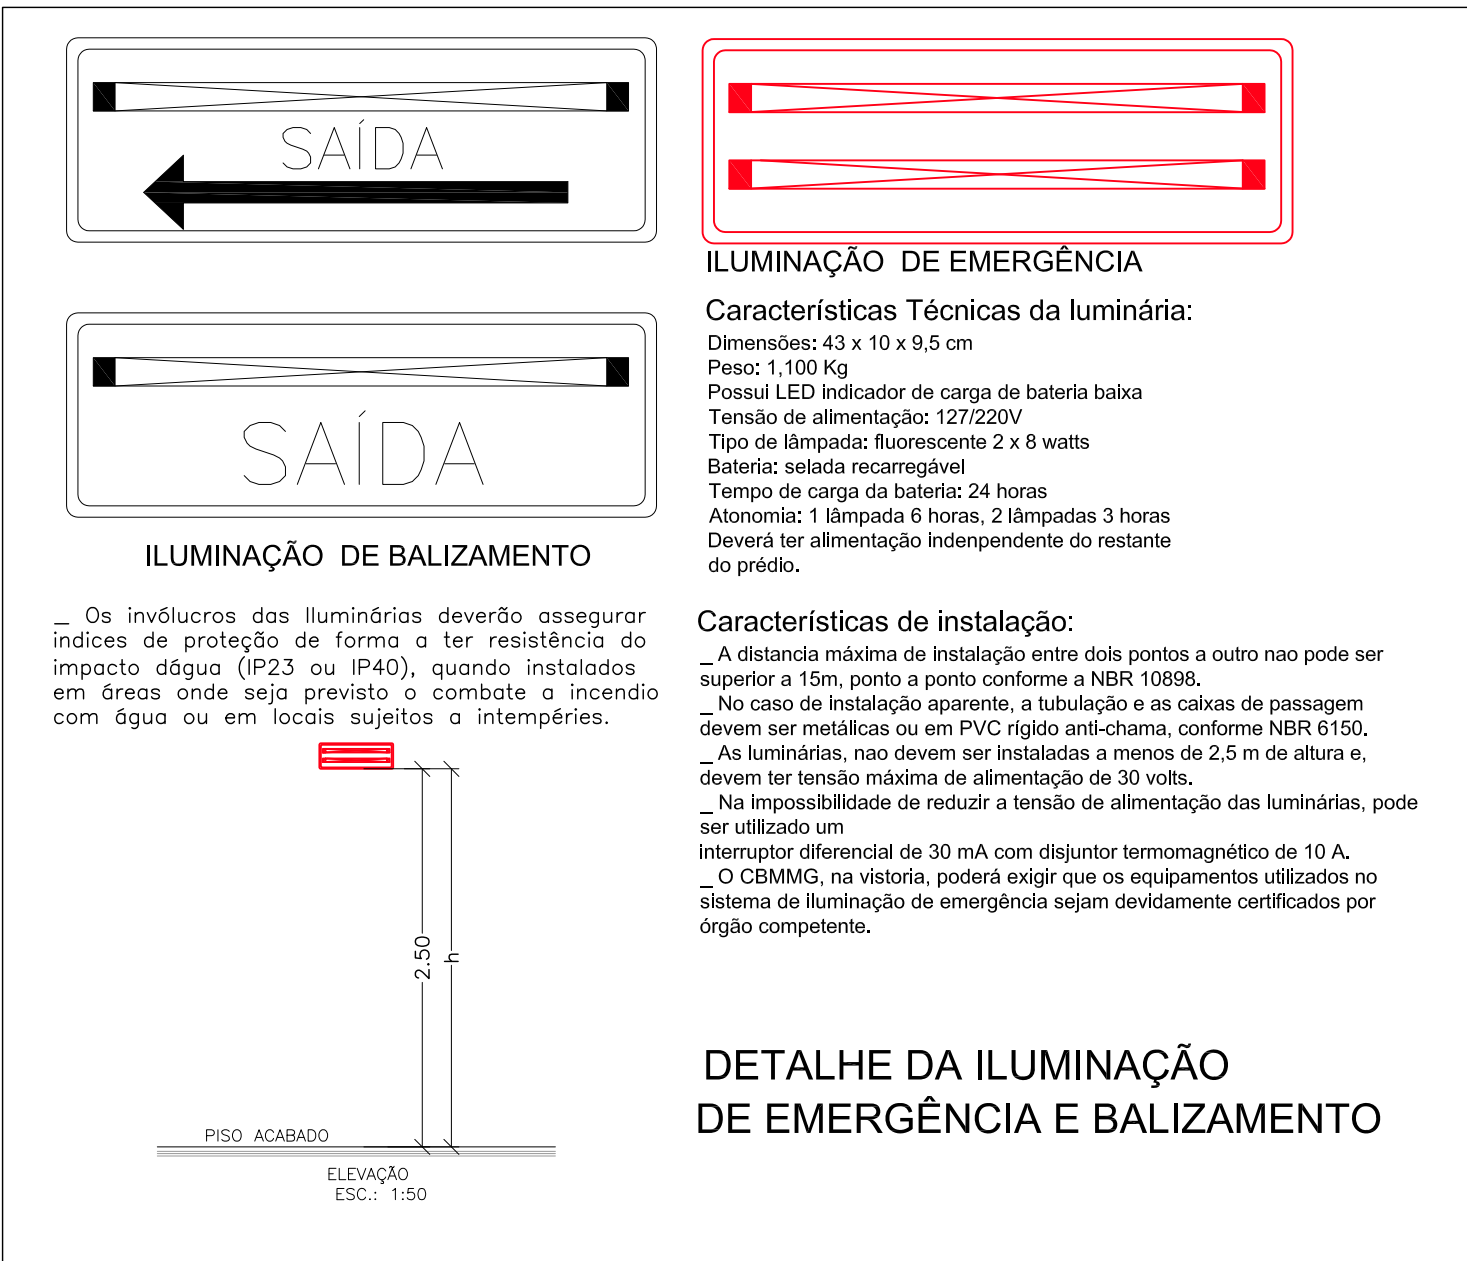 SAÍDA
SAÍDA
ILUMINAÇÃO DE BALIZAMENTO
_ Os invólucros das lluminárias deverão assegurar
indices de proteção de forma a ter resistência do
impacto dágua (IP23 ou IP40), quando instalados
em áreas onde seja previsto o combate a incendio
com água ou em locais sujeitos a intempéries.
2.50
h
PISO ACABADO
ELEVAÇÃO
ESC.: 1:50
ILUMINAÇÃO DE EMERGÊNCIA
Características Técnicas da luminária:
Dimensões: 43 x 10 x 9,5 cm
Peso: 1,100 Kg
Possui LED indicador de carga de bateria baixa
Tensão de alimentação: 127/220V
Tipo de lâmpada: fluorescente 2 x 8 watts
Bateria: selada recarregável
Tempo de carga da bateria: 24 horas
Atonomia: 1 lâmpada 6 horas, 2 lâmpadas 3 horas
Deverá ter alimentação indenpendente do restante
do prédio.
Características de instalação:
_ A distancia máxima de instalação entre dois pontos a outro nao pode ser
superior a 15m, ponto a ponto conforme a NBR 10898.
_ No caso de instalação aparente, a tubulação e as caixas de passagem
devem ser metálicas ou em PVC rígido anti-chama, conforme NBR 6150.
_ As luminárias, nao devem ser instaladas a menos de 2,5 m de altura e,
devem ter tensão máxima de alimentação de 30 volts.
_ Na impossibilidade de reduzir a tensão de alimentação das luminárias, pode
ser utilizado um
interruptor diferencial de 30 mA com disjuntor termomagnético de 10 A.
_ O CBMMG, na vistoria, poderá exigir que os equipamentos utilizados no
sistema de iluminação de emergência sejam devidamente certificados por
órgão competente.
DETALHE DA ILUMINAÇÃO
DE EMERGÊNCIA E BALIZAMENTO